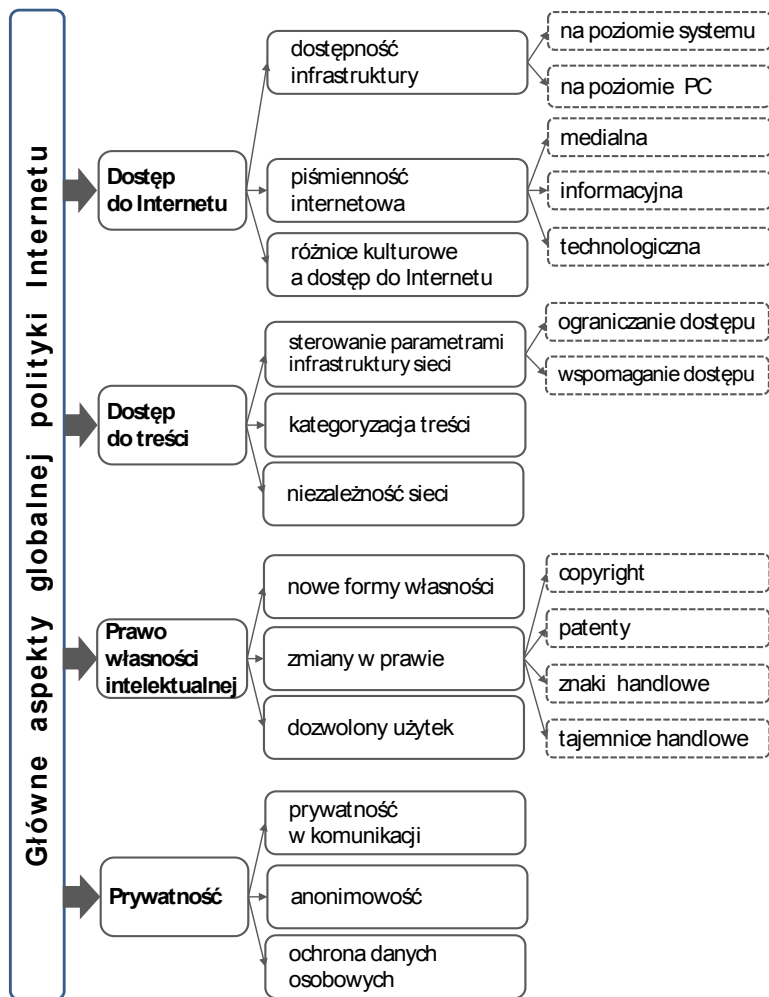 Główne aspekty globalnej polityki Internetu
Dostęp
do Internetu
dostępność
infrastruktury
na poziomie systemu
na poziomie PC
piśmienność
internetowa
medialna
informacyjna
technologiczna
różnice kulturowe
a dostęp do Internetu
Dostęp
do treści
sterowanie parametrami
infrastruktury sieci
ograniczanie dostępu
wspomaganie dostępu
kategoryzacja treści
niezależność sieci
Prawo
własności
intelektualnej
nowe formy własności
zmiany w prawie
copyright
patenty
znaki handlowe
tajemnice handlowe
dozwolony użytek
Prywatność
prywatność
w komunikacji
anonimowość
ochrona danych
osobowych